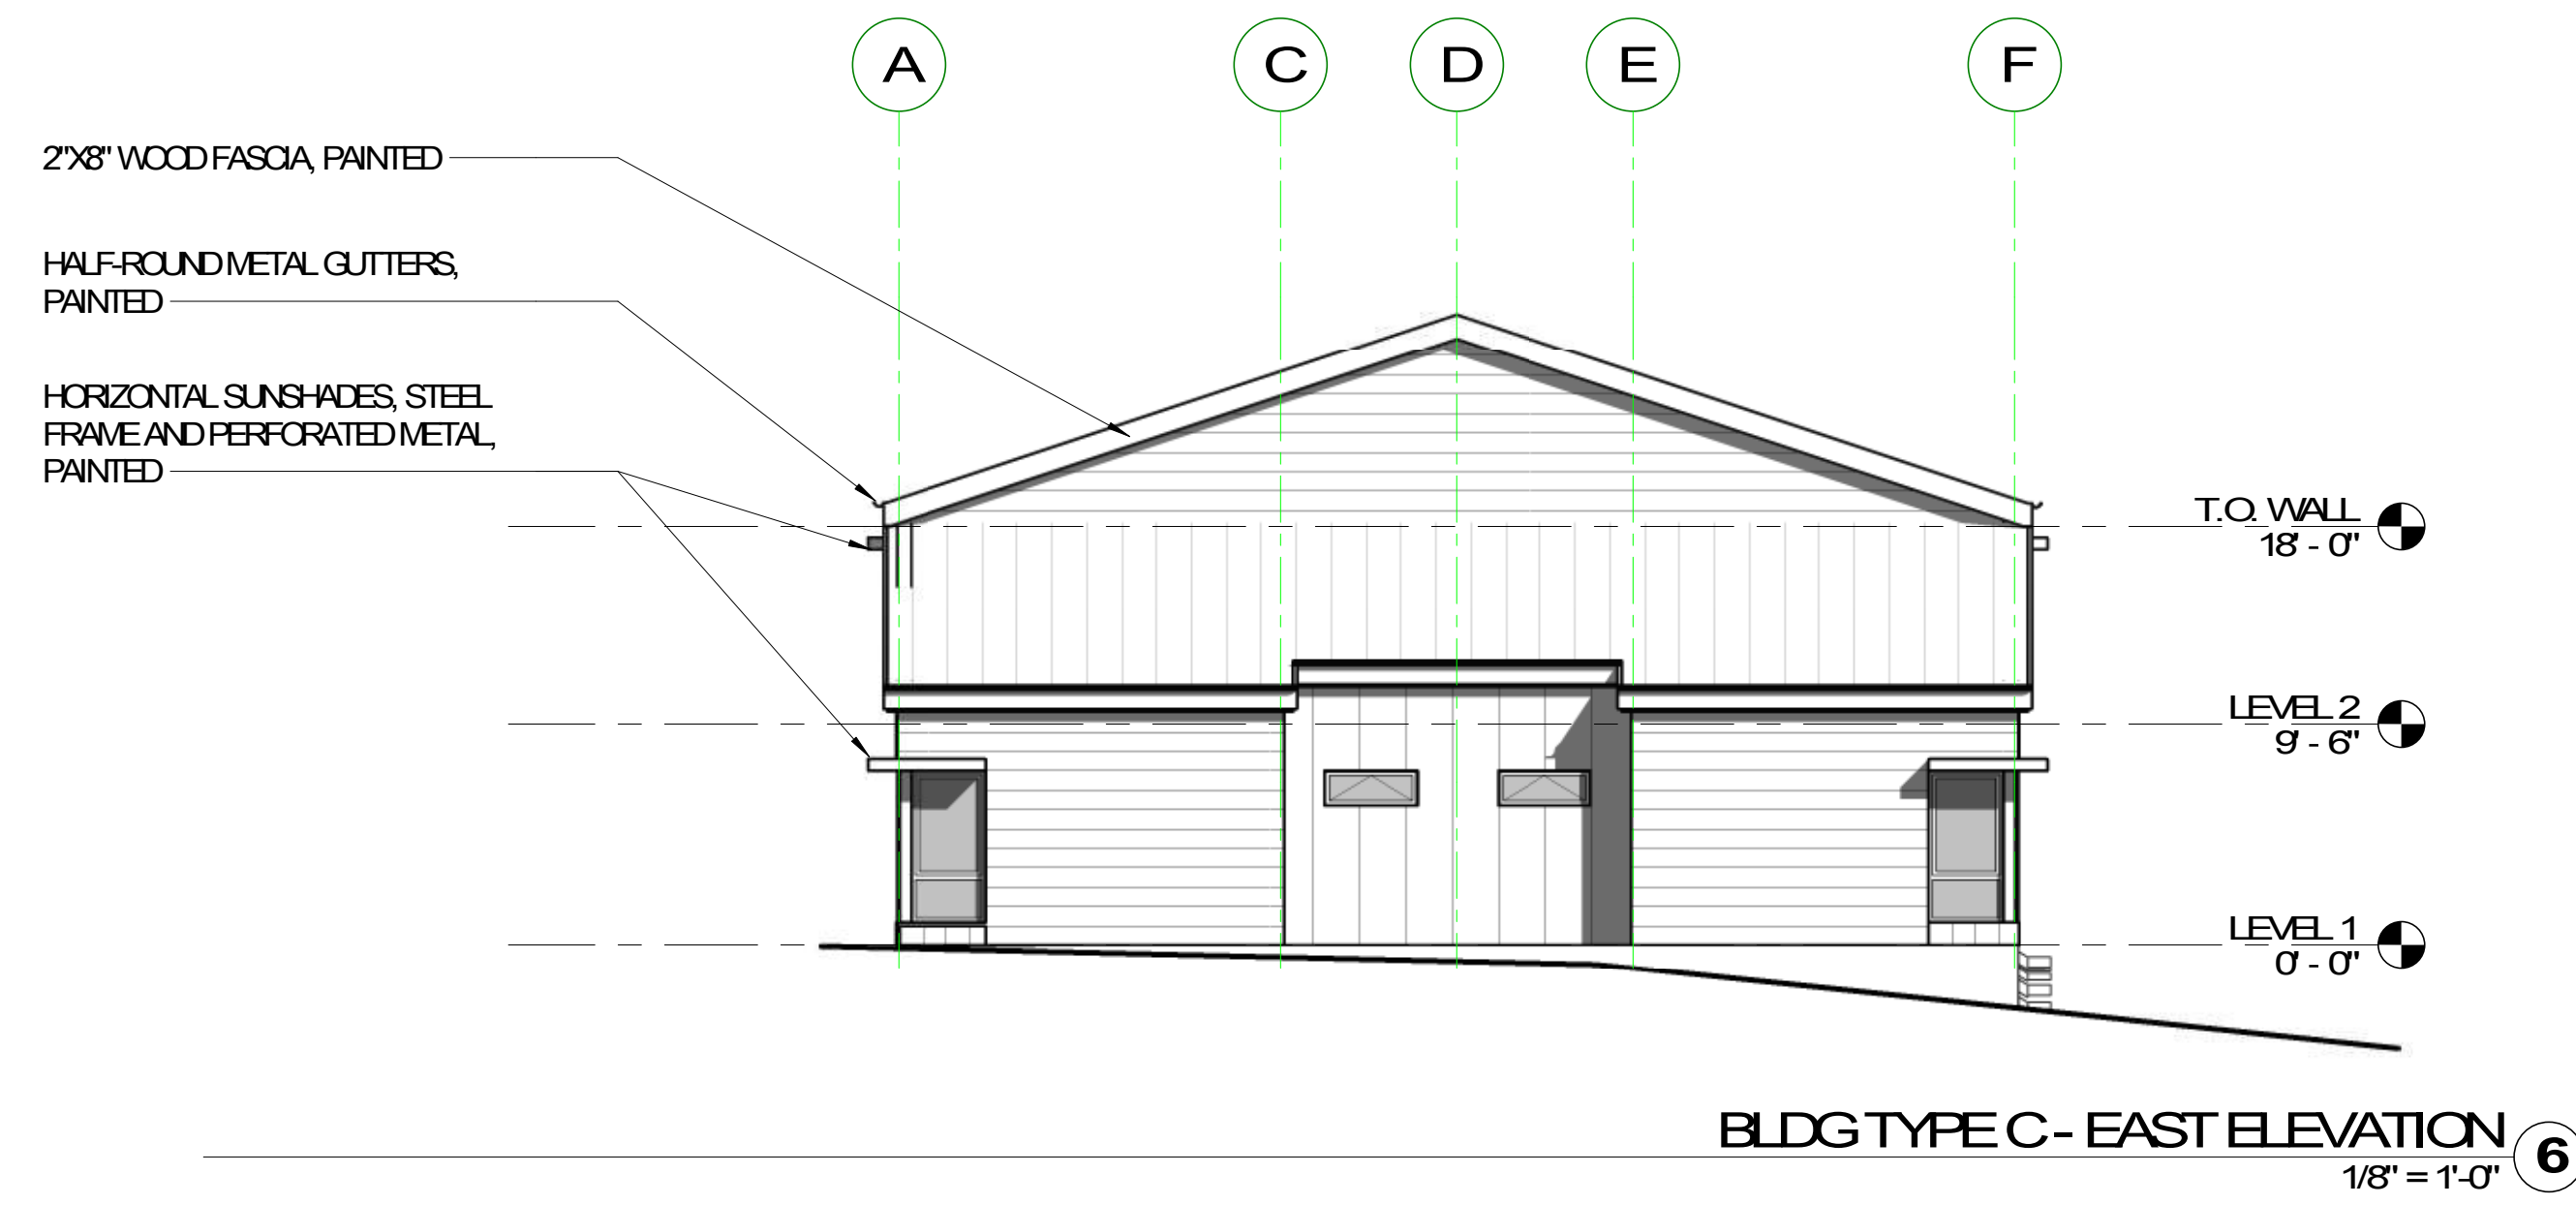 A
C
D
E
F
2"X8" WOOD FASCIA, PAINTED
HALF-ROUND METAL GUTTERS,
PAINTED
HORIZONTAL SUNSHADES, STEEL
FRAME AND PERFORATED METAL,
PAINTED
T.O. WALL
18' - 0"
LEVEL 2
9' - 6"
LEVEL 1
0' - 0"
BLDG TYPE C - EAST ELEVATION
1/8" = 1'-0"
6